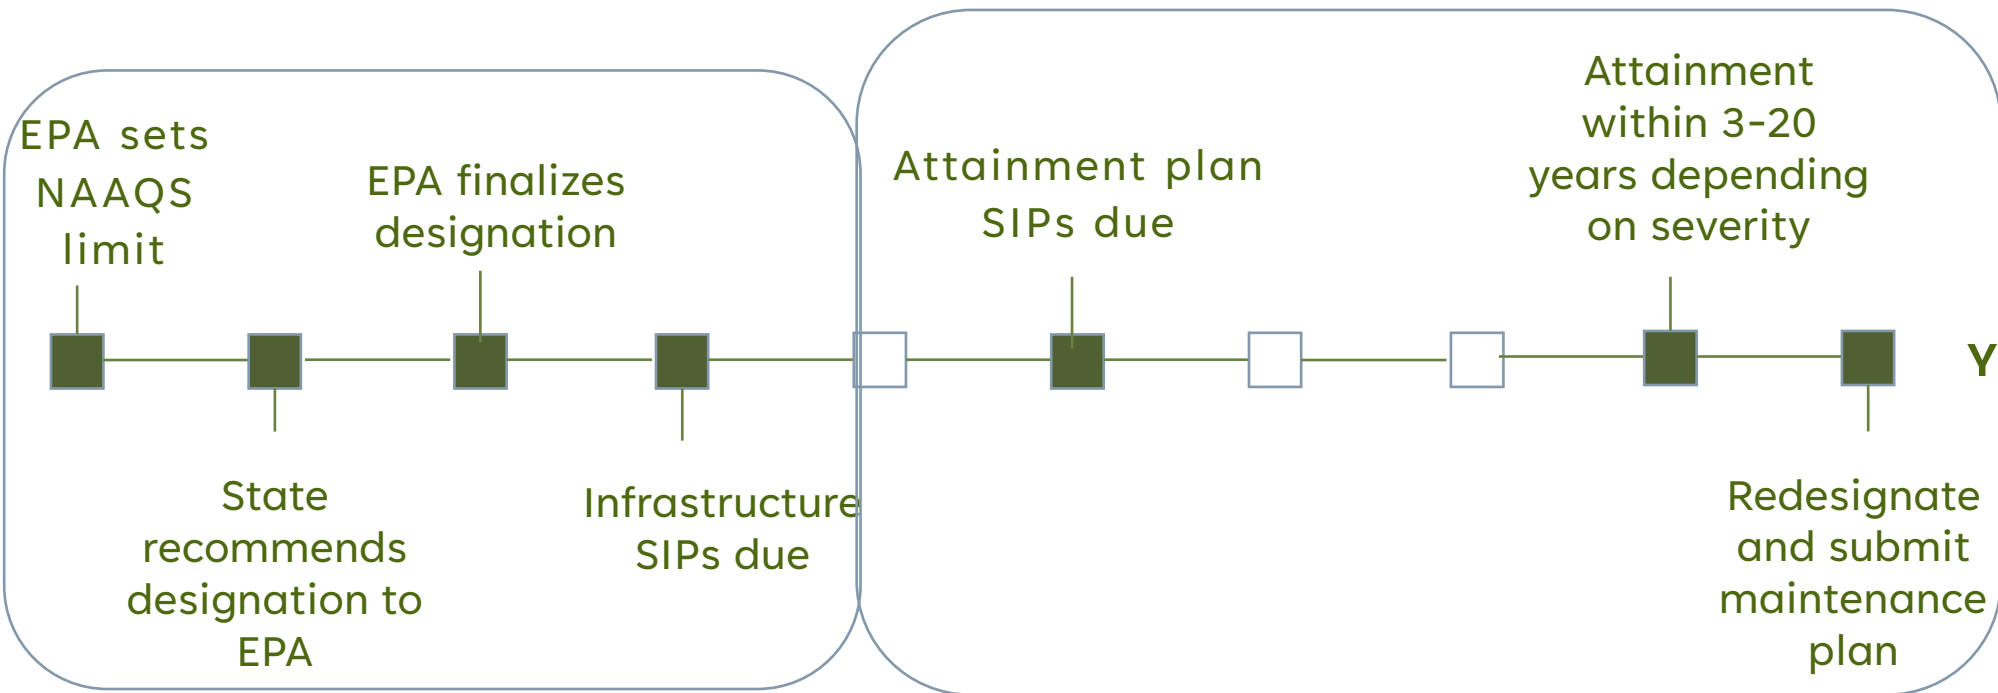 EPA sets
NAAQS
limit
State
recommends
designation to
EPA
EPA finalizes
designation
Infrastructure
SIPs due
Attainment plan
SIPs due
Attainment
within 3-20
years depending
on severity
Redesignate
and submit
maintenance
plan
Y